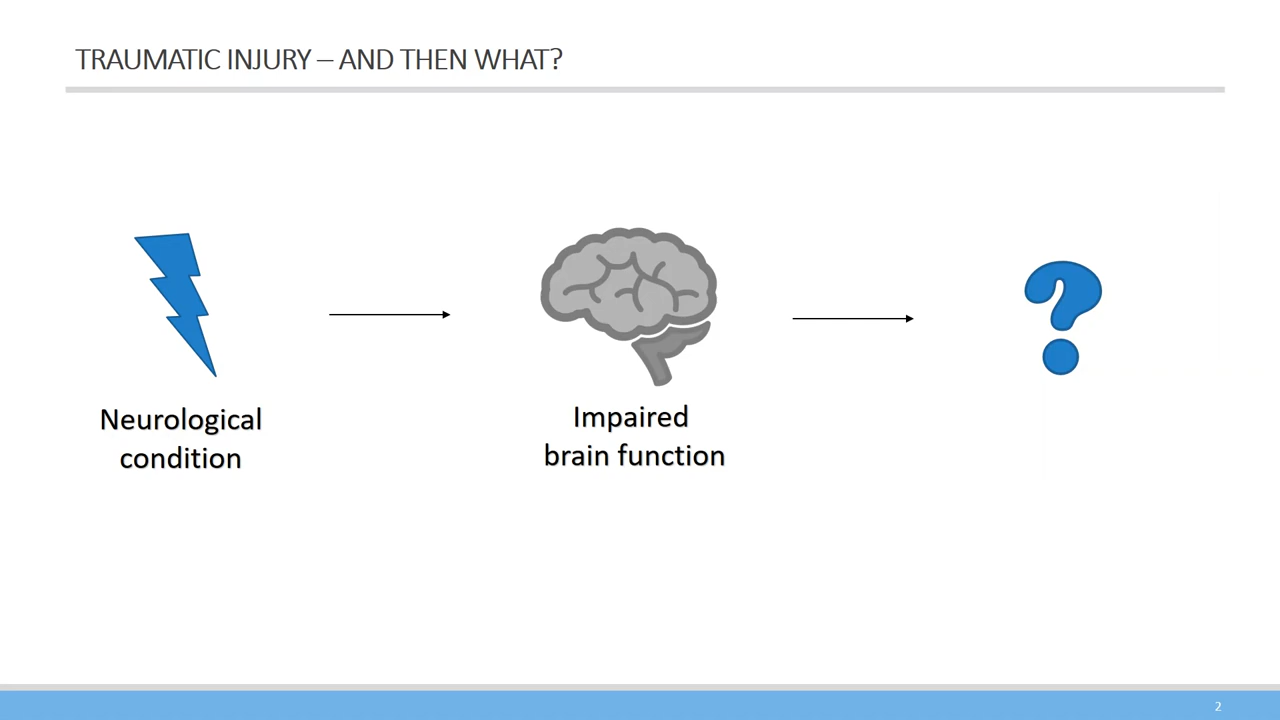 TRAUMATIC INJURY – AND THEN WHAT?
Neurological
condition
Impaired
brain function
?
2